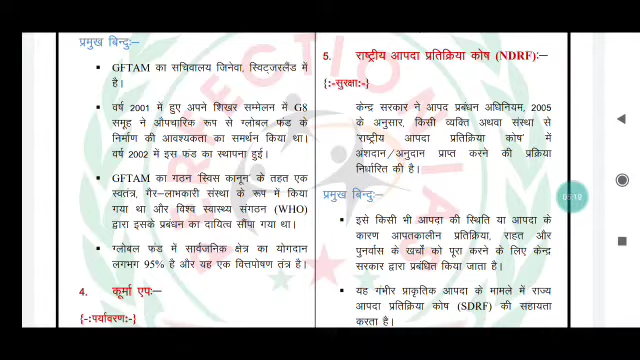 प्रमुख बिन्दुः
GFTAM का सचिवालय जिनेवा, स्विट्जरलैंड में
है।
वर्ष 2001 में हुए अपने शिखर सम्मेलन में G8
समूह ने औपचारिक रूप से ग्लोबल फंड के
निर्माण की आवश्यकता का समर्थन किया था।
वर्ष 2002 में इस फंड का स्थापना हुई।
GFTAM का गठन 'स्विस कानून' के तहत एक
स्वतंत्र, गैर–लाभकारी संस्था के रूप में किया
गया था और विश्व स्वास्थ्य संगठन (WHO)
द्वारा इसके प्रबंधन का दायित्व सौंपा गया था।
ग्लोबल फंड में सार्वजनिक क्षेत्र का योगदान
लगभग 95% है और यह एक वित्तपोषण तंत्र है।
4. कूर्मा एपः
{-:पर्यावरण:-}
5. राष्ट्रीय आपदा प्रतिक्रिया कोष (NDRF):–
{:-सुरक्षा:-}
केन्द्र सरकार ने आपद प्रबंधन अधिनियम, 2005
के अनुसार, किसी व्यक्ति अथवा संस्था से
'राष्ट्रीय आपदा प्रतिक्रिया कोष' में
अंशदान/अनुदान प्राप्त करने की प्रक्रिया
निर्धारित की है।
प्रमुख बिन्दुः
इसे किसी भी आपदा की स्थिति या आपदा के
कारण आपतकालीन प्रतिक्रिया, राहत और
पुनर्वास के खर्चों को पूरा करने के लिए केन्द्र
सरकार द्वारा प्रबंधित किया जाता है।
यह गंभीर प्राकृतिक आपदा के मामले में राज्य
आपदा प्रतिक्रिया कोष (SDRF) की सहायता
करता है।
05:19